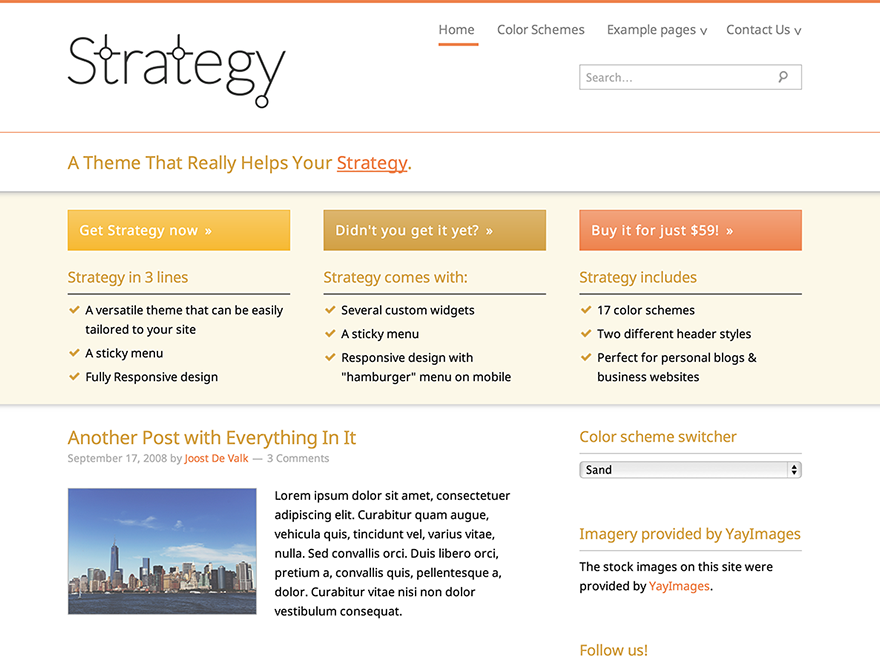 Strategy
Home Color Schemes Example pages v Contact Us v
Search...
A Theme That Really Helps Your Strategy.
Get Strategy now »
Strategy in 3 lines
A versatile theme that can be easily
tailored to your site
A sticky menu
Fully Responsive design
Didn't you get it yet? »
Strategy comes with:
Several custom widgets
A sticky menu
Responsive design with
"hamburger" menu on mobile
Buy it for just $59! »
Strategy includes
17 color schemes
Two different header styles
Perfect for personal blogs &
business websites
Another Post with Everything In It
September 17, 2008 by Joost De Valk — 3 Comments
Lorem ipsum dolor sit amet, consectetuer
adipiscing elit. Curabitur quam augue,
vehicula quis, tincidunt vel, varius vitae,
nulla. Sed convallis orci. Duis libero orci,
pretium a, convallis quis, pellentesque a,
dolor. Curabitur vitae nisi non dolor
vestibulum consequat.
Color scheme switcher
Sand
Imagery provided by YayImages
The stock images on this site were
provided by YayImages.
Follow us!